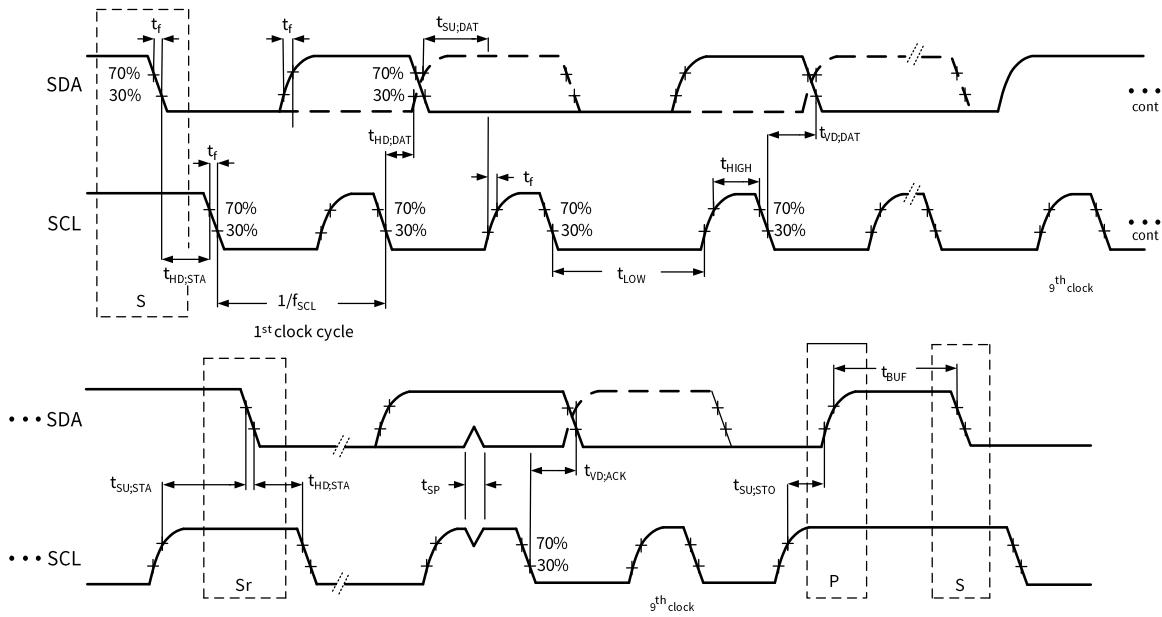 tf tf tSU;DAT
SDA 70% 70%
30% 30% • • •
cont
tHD;DAT tVD;DAT
tf tf tHIGH
SCL 70% 70% 70% 70%
30% 30% 30% 30% • • •
cont
tHD;STA tLOW
S 1/fSCL 9th clock
1st clock cycle
tBUF
• • • SDA
tSU;STA tHD;STA tSP tVD;ACK tSU;STO
• • • SCL 70%
30%
Sr P S
9th clock